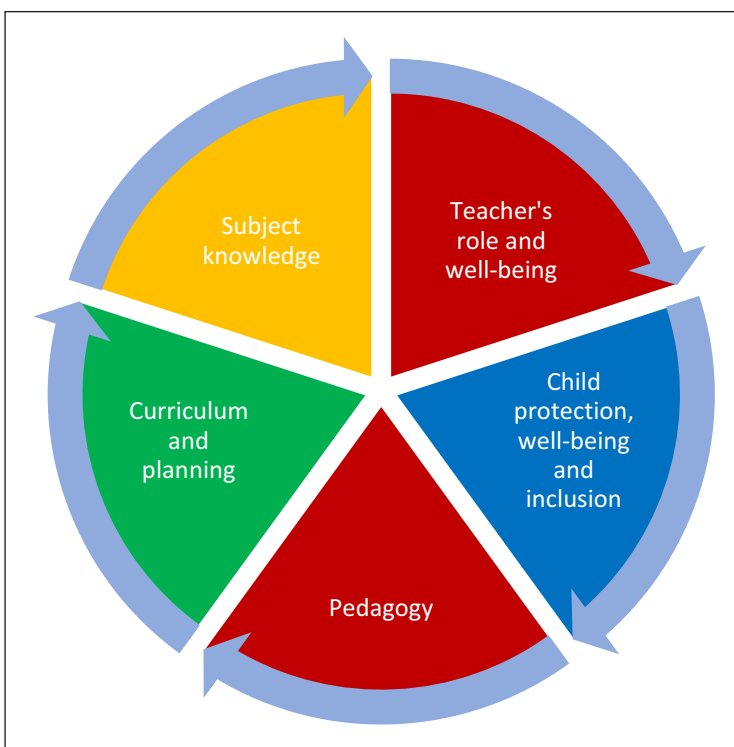 Teacher's
role and
well-being
Child
protection,
well-being
and
inclusion
Pedagogy
Curriculum
and
planning
Subject
knowledge